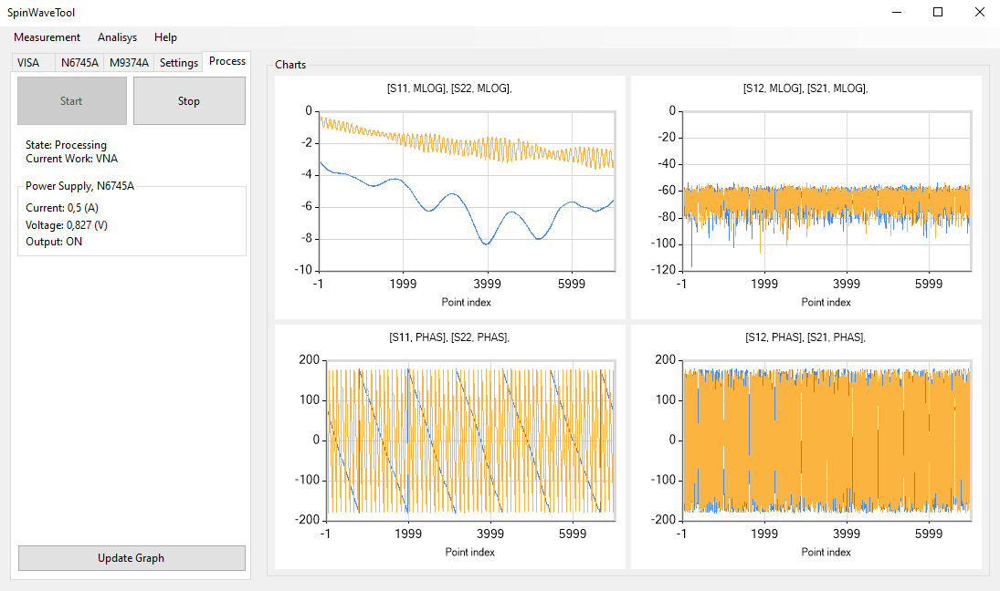 SpinWaveTool
Measurement Analisys Help
VISA N6745A M9374A Settings Process
Start Stop
State: Processing
Current Work: VNA
Power Supply, N6745A
Current: 0,5 (A)
Voltage: 0,827 (V)
Output: ON
Update Graph
Charts
[S11, MLOG], [S22, MLOG],
0
-2
-4
-6
-8
-10
-1 1999 3999 5999
Point index
[S12, MLOG], [S21, MLOG],
0
-20
-40
-60
-80
-100
-120
-1 1999 3999 5999
Point index
[S11, PHAS], [S22, PHAS],
200
100
0
-100
-200
-1 1999 3999 5999
Point index
[S12, PHAS], [S21, PHAS],
200
100
0
-100
-200
-1 1999 3999 5999
Point index